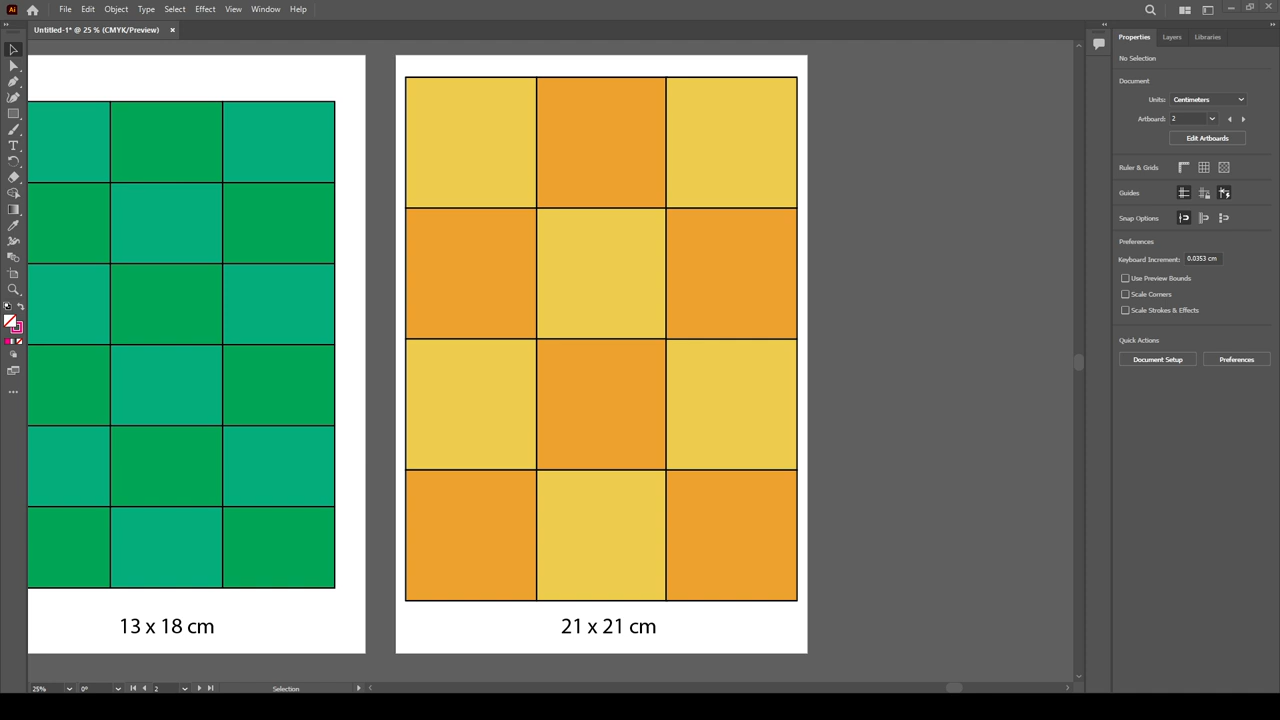 Ai File Edit Object Type Select Effect View Window Help
Untitled-1* @ 25 % (CMYK/Preview) ×
Properties Layers Libraries
No Selection
Document
Units: Centimeters
Artboard: 2
Edit Artboards
Ruler & Grids
Guides
Snap Options
Preferences
Keyboard Increment: 0.0353 cm
Use Preview Bounds
Scale Corners
Scale Strokes & Effects
Quick Actions
Document Setup Preferences
13 x 18 cm
21 x 21 cm
25% 0° 2 Selection